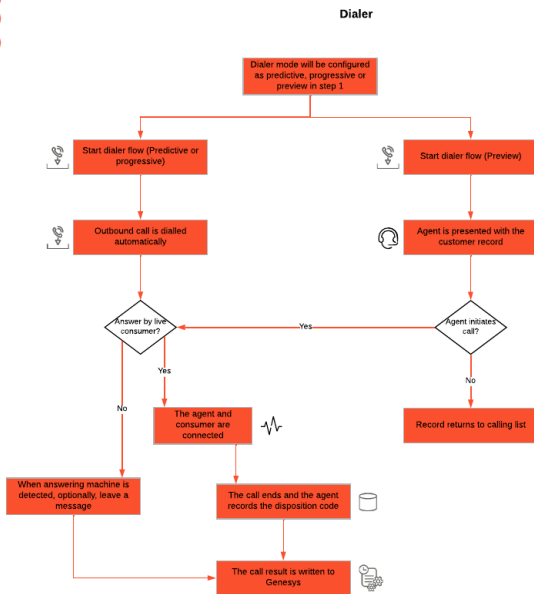 Dialer
Dialer mode will be configured
as predictive, progressive or
preview in step 1
Start dialer flow (Predictive or
progressive)
Start dialer flow (Preview)
Outbound call is dialled
automatically
Agent is presented with the
customer record
Answer by live
consumer?
Yes
Agent initiates
call?
Yes
No
No
The agent and
consumer are
connected
Record returns to calling list
When answering machine is
detected, optionally, leave a
message
The call ends and the agent
records the disposition code
The call result is written to
Genesys